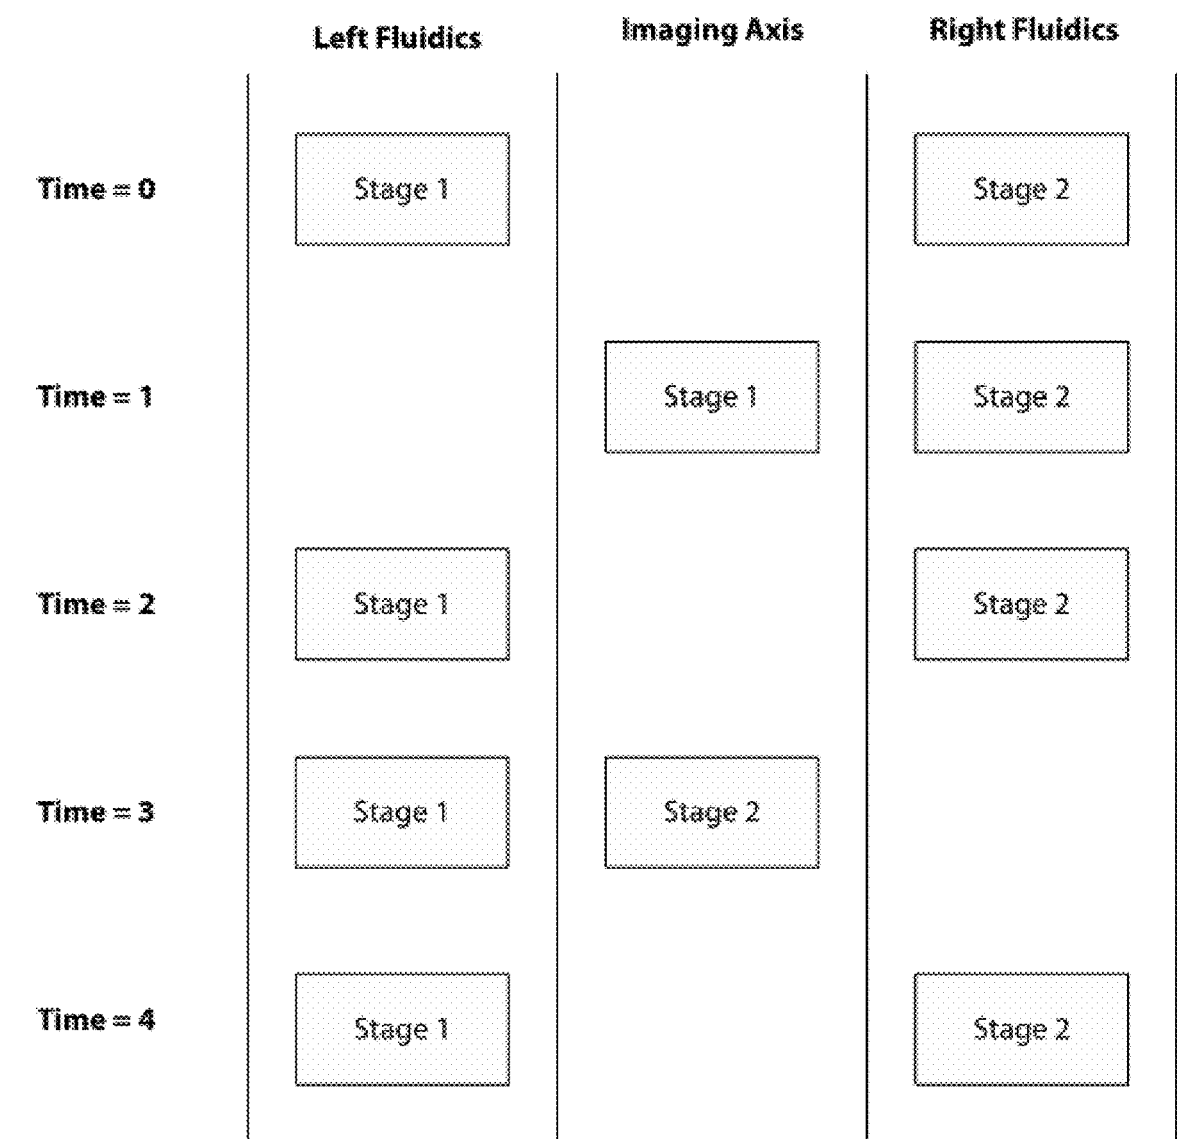 Left Fluidics Imaging Axis Right Fluidics
Time = 0 Stage 1 Stage 2
Time = 1 Stage 1 Stage 2
Time = 2 Stage 1 Stage 2
Time = 3 Stage 1 Stage 2
Time = 4 Stage 1 Stage 2